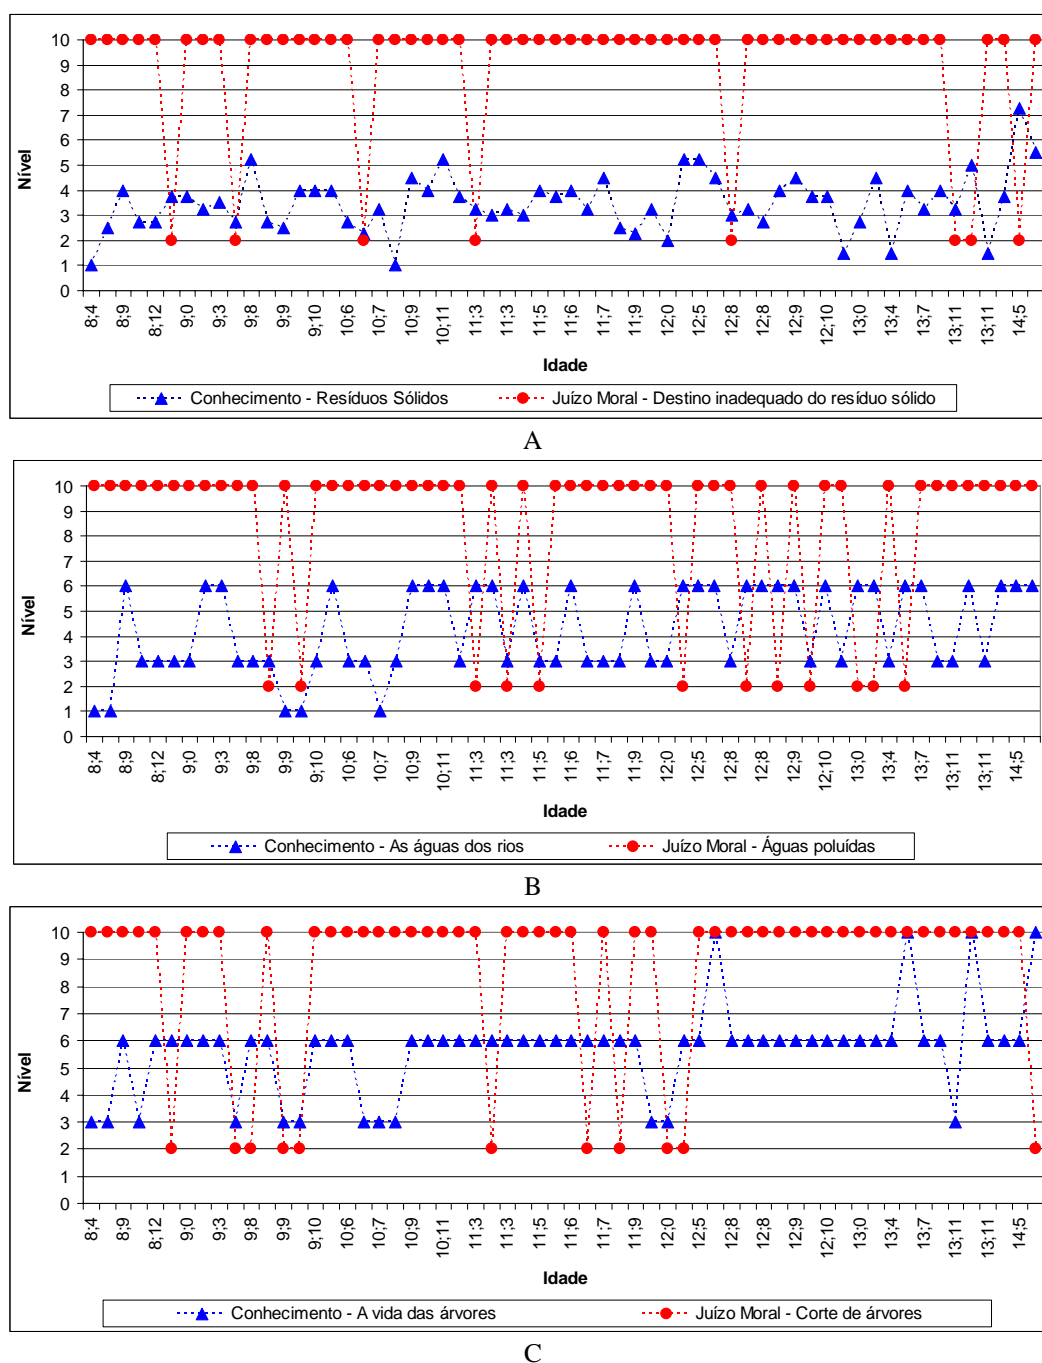 10
9
8
7
6
5
4
3
2
1
0
Nível
8;4 8;9 8;12 9;0 9;3 9;8 9;9 9;10 10;6 10;7 10;9 10;11 11;3 11;3 11;5 11;6 11;7 11;9 12;0 12;5 12;8 12;8 12;9 12;10 13;0 13;4 13;7 13;11 13;11 14;5
Idade
Conhecimento - Resíduos Sólidos Juízo Moral - Destino inadequado do resíduo sólido
A
10
9
8
7
6
5
4
3
2
1
0
Nível
8;4 8;9 8;12 9;0 9;3 9;8 9;9 9;10 10;6 10;7 10;9 10;11 11;3 11;3 11;5 11;6 11;7 11;9 12;0 12;5 12;8 12;8 12;9 12;10 13;0 13;4 13;7 13;11 13;11 14;5
Idade
Conhecimento - As águas dos rios Juízo Moral - Águas poluídas
B
10
9
8
7
6
5
4
3
2
1
0
Nível
8;4 8;9 8;12 9;0 9;3 9;8 9;9 9;10 10;6 10;7 10;9 10;11 11;3 11;3 11;5 11;6 11;7 11;9 12;0 12;5 12;8 12;8 12;9 12;10 13;0 13;4 13;7 13;11 13;11 14;5
Idade
Conhecimento - A vida das árvores Juízo Moral - Corte de árvores
C